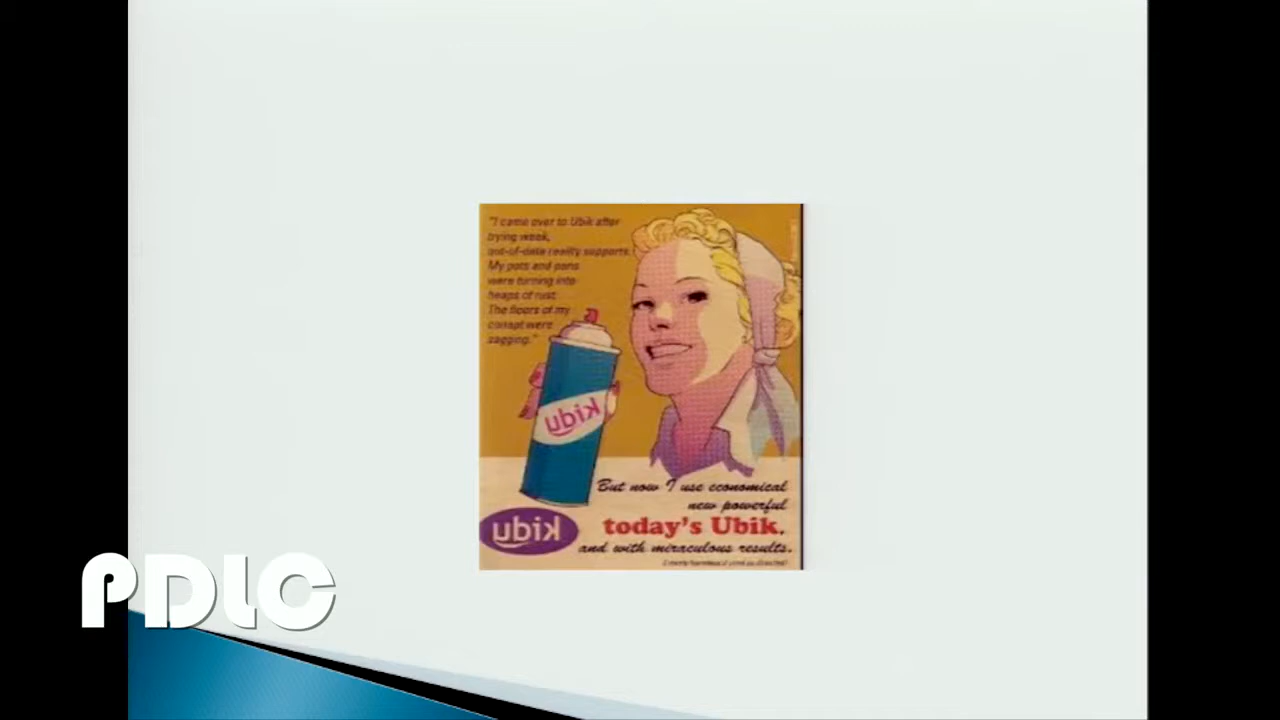 "I came over to Ubik after
trying weak,
out-of-date reality supports.
My pots and pans
were turning into
heaps of rust.
The floors of my
conapt were
sagging."
ubik
But now I use economical
new powerful
ubik
today's Ubik.
and with miraculous results.
PDLC